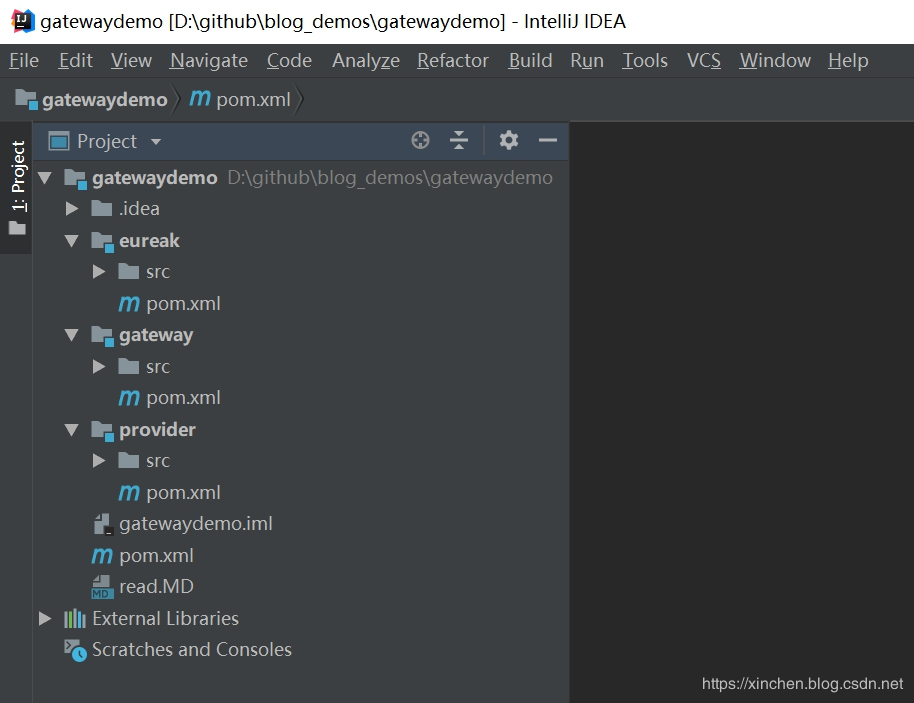 gatewaydemo [D:\github\blog_demos\gatewaydemo] - IntelliJ IDEA
File Edit View Navigate Code Analyze Refactor Build Run Tools VCS Window Help
gatewaydemo pom.xml
1: Project
Project
gatewaydemo D:\github\blog_demos\gatewaydemo
.idea
eureak
src
pom.xml
gateway
src
pom.xml
provider
src
pom.xml
gatewaydemo.iml
pom.xml
read.MD
External Libraries
Scratches and Consoles
https://xinchen.blog.csdn.net